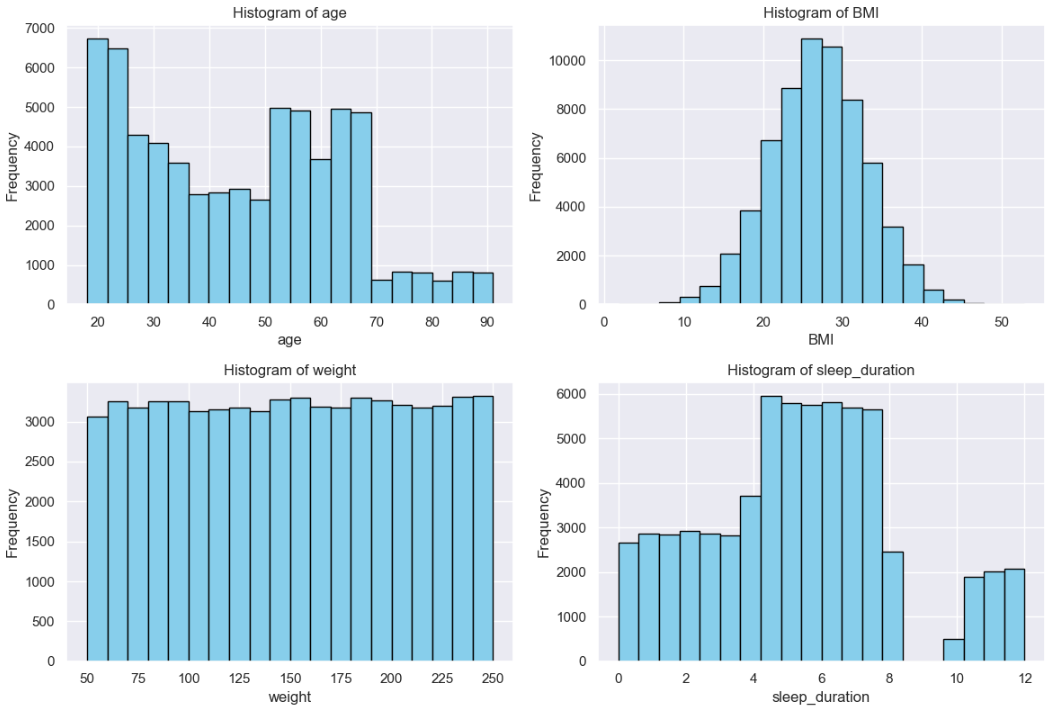 Histogram of age
7000
6000
5000
4000
3000
2000
1000
0
Frequency
20 30 40 50 60 70 80 90
age
Histogram of BMI
10000
8000
6000
4000
2000
0
Frequency
0 10 20 30 40 50
BMI
Histogram of weight
3000
2500
2000
1500
1000
500
0
Frequency
50 75 100 125 150 175 200 225 250
weight
Histogram of sleep_duration
6000
5000
4000
3000
2000
1000
0
Frequency
0 2 4 6 8 10 12
sleep_duration